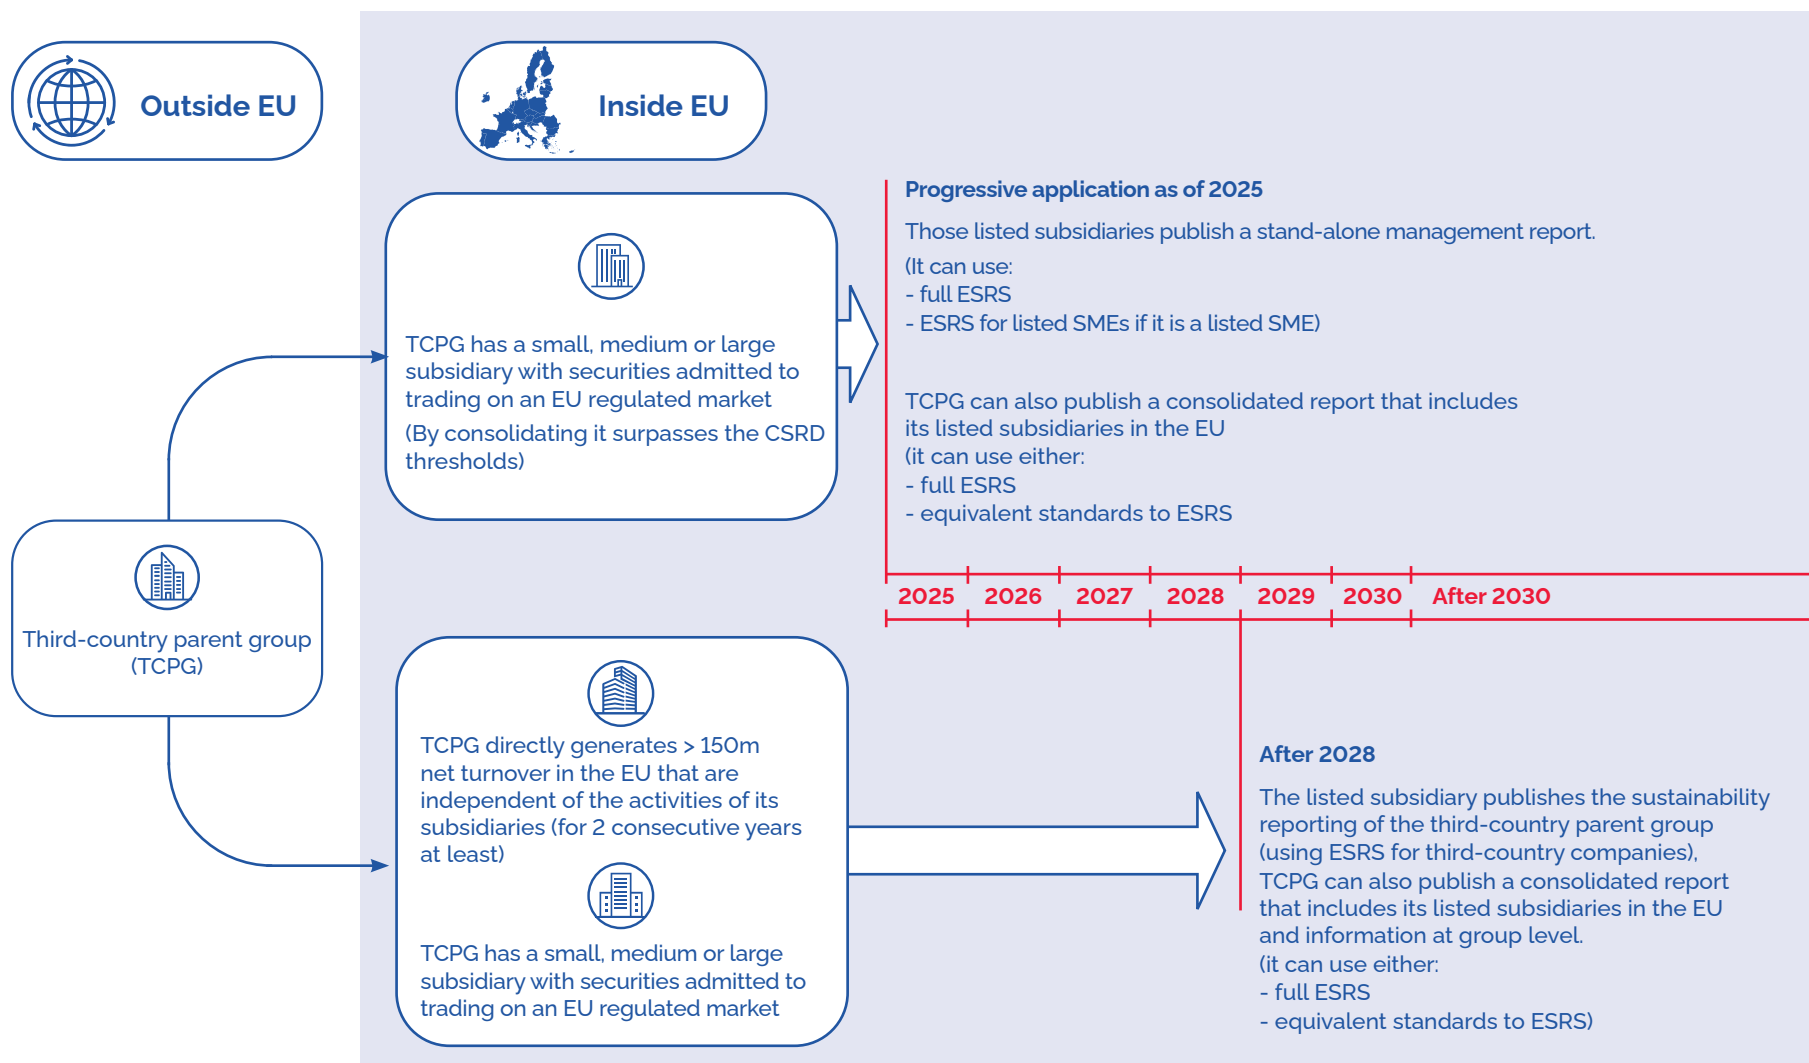 Outside EU
Inside EU
TCPG has a small, medium or large
subsidiary with securities admitted to
trading on an EU regulated market
(By consolidating it surpasses the CSRD
thresholds)
Progressive application as of 2025
Those listed subsidiaries publish a stand-alone management report.
(It can use:
- full ESRS
- ESRS for listed SMEs if it is a listed SME)
TCPG can also publish a consolidated report that includes
its listed subsidiaries in the EU
(it can use either:
- full ESRS
- equivalent standards to ESRS
Third-country parent group
(TCPG)
2025 2026 2027 2028 2029 2030 After 2030
TCPG directly generates > 150m
net turnover in the EU that are
independent of the activities of its
subsidiaries (for 2 consecutive years
at least)
TCPG has a small, medium or large
subsidiary with securities admitted to
trading on an EU regulated market
After 2028
The listed subsidiary publishes the sustainability
reporting of the third-country parent group
(using ESRS for third-country companies),
TCPG can also publish a consolidated report
that includes its listed subsidiaries in the EU
and information at group level.
(it can use either:
- full ESRS
- equivalent standards to ESRS)